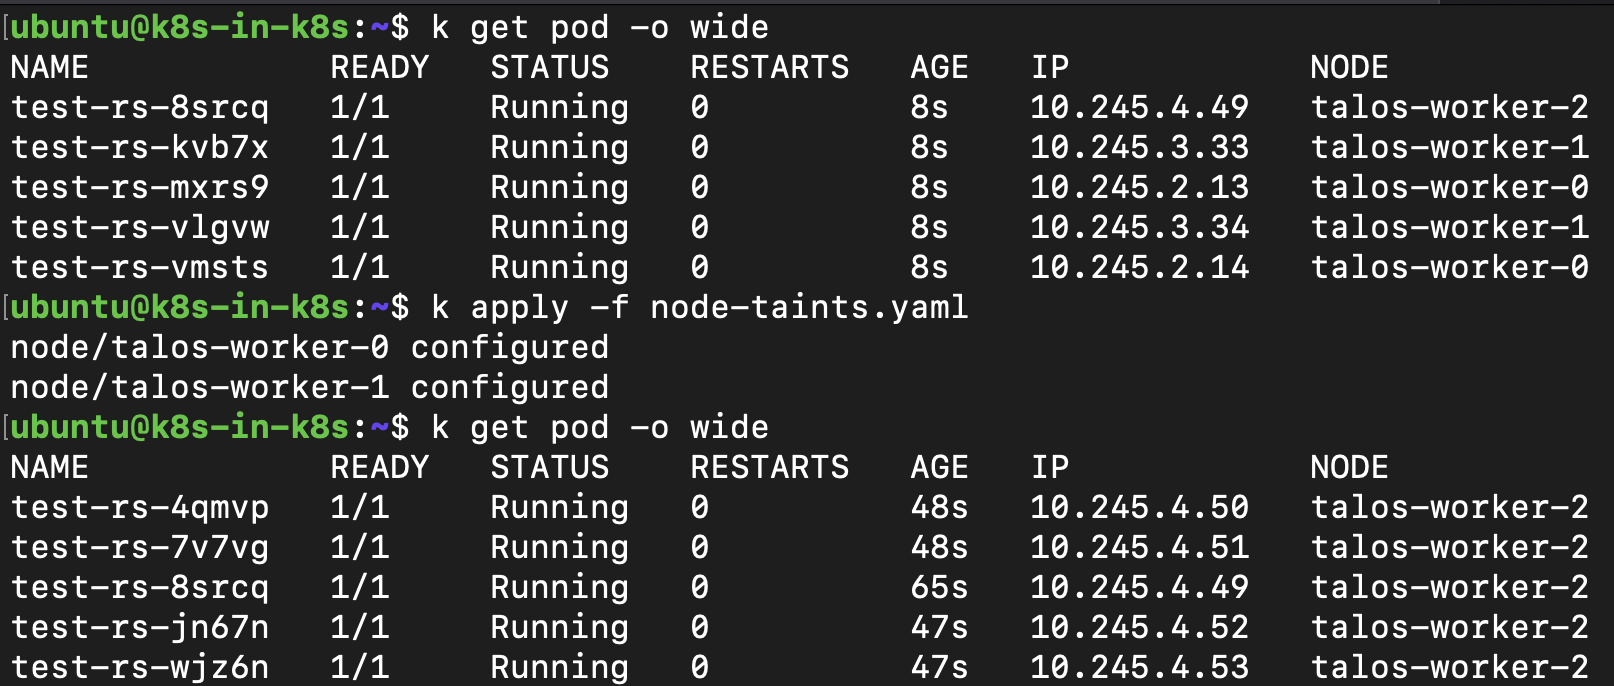 [ubuntu@k8s-in-k8s:~$ k get pod -o wide
NAME            READY   STATUS    RESTARTS   AGE   IP            NODE
test-rs-8srcq   1/1     Running   0          8s    10.245.4.49   talos-worker-2
test-rs-kvb7x   1/1     Running   0          8s    10.245.3.33   talos-worker-1
test-rs-mxrs9   1/1     Running   0          8s    10.245.2.13   talos-worker-0
test-rs-vlgvw   1/1     Running   0          8s    10.245.3.34   talos-worker-1
test-rs-vmsts   1/1     Running   0          8s    10.245.2.14   talos-worker-0
[ubuntu@k8s-in-k8s:~$ k apply -f node-taints.yaml
node/talos-worker-0 configured
node/talos-worker-1 configured
[ubuntu@k8s-in-k8s:~$ k get pod -o wide
NAME            READY   STATUS    RESTARTS   AGE   IP            NODE
test-rs-4qmvp   1/1     Running   0          48s   10.245.4.50   talos-worker-2
test-rs-7v7vg   1/1     Running   0          48s   10.245.4.51   talos-worker-2
test-rs-8srcq   1/1     Running   0          65s   10.245.4.49   talos-worker-2
test-rs-jn67n   1/1     Running   0          47s   10.245.4.52   talos-worker-2
test-rs-wjz6n   1/1     Running   0          47s   10.245.4.53   talos-worker-2